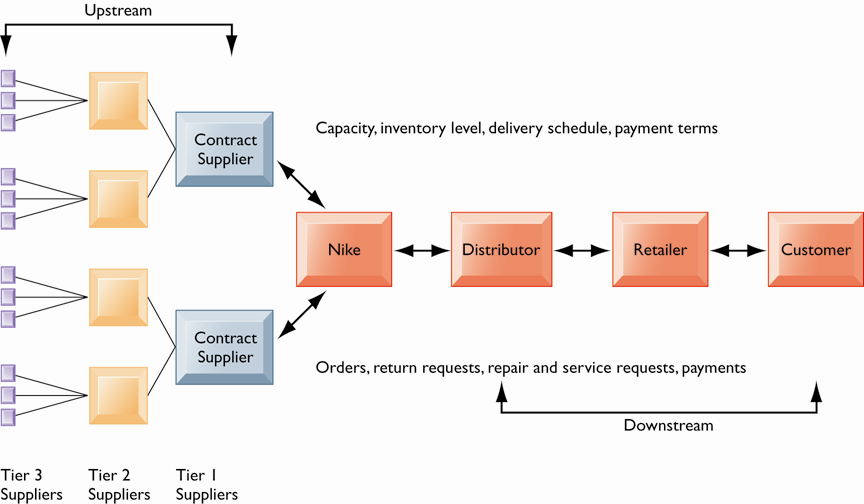 Upstream
Contract
Supplier
Capacity, inventory level, delivery schedule, payment terms
Nike
Distributor
Retailer
Customer
Contract
Supplier
Orders, return requests, repair and service requests, payments
Downstream
Tier 3
Suppliers
Tier 2
Suppliers
Tier 1
Suppliers